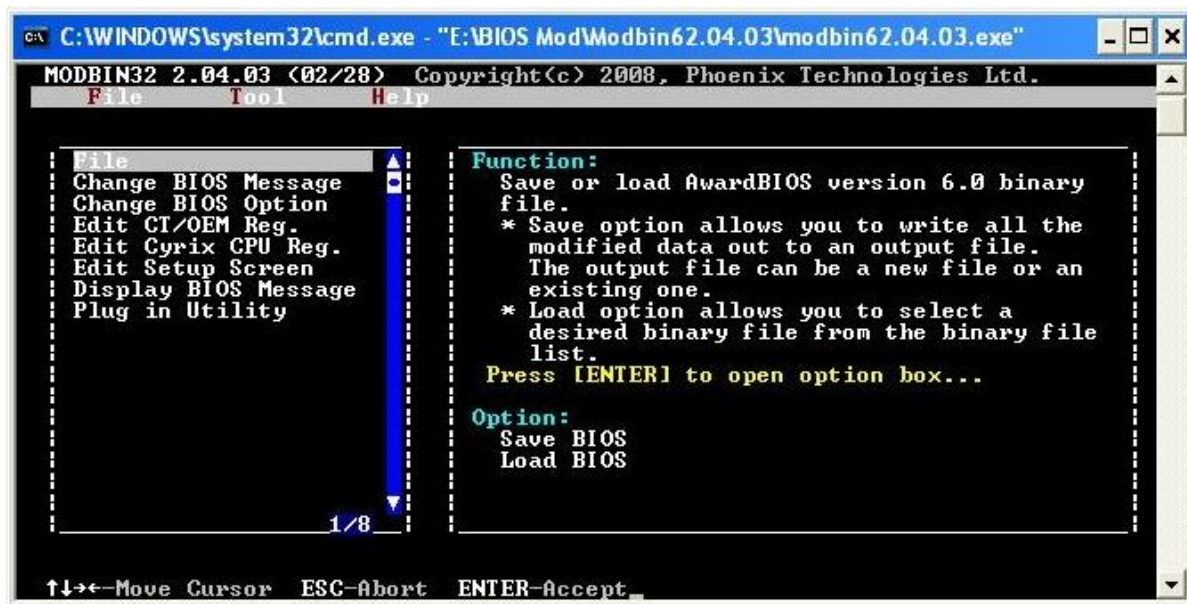 C:\WINDOWS\system32\cmd.exe - "E:\BIOS Mod\Modbin62.04.03\modbin62.04.03.exe"
MODBIN32 2.04.03 (02/28) Copyright(c) 2008, Phoenix Technologies Ltd.
File Tool Help
File
Change BIOS Message
Change BIOS Option
Edit CT/OEM Reg.
Edit Cyrix CPU Reg.
Edit Setup Screen
Display BIOS Message
Plug in Utility
1/8
Function:
Save or load AwardBIOS version 6.0 binary
file.
* Save option allows you to write all the
modified data out to an output file.
The output file can be a new file or an
existing one.
* Load option allows you to select a
desired binary file from the binary file
list.
Press [ENTER] to open option box...
Option:
Save BIOS
Load BIOS
↑↓→←-Move Cursor ESC-Abort ENTER-Accept_